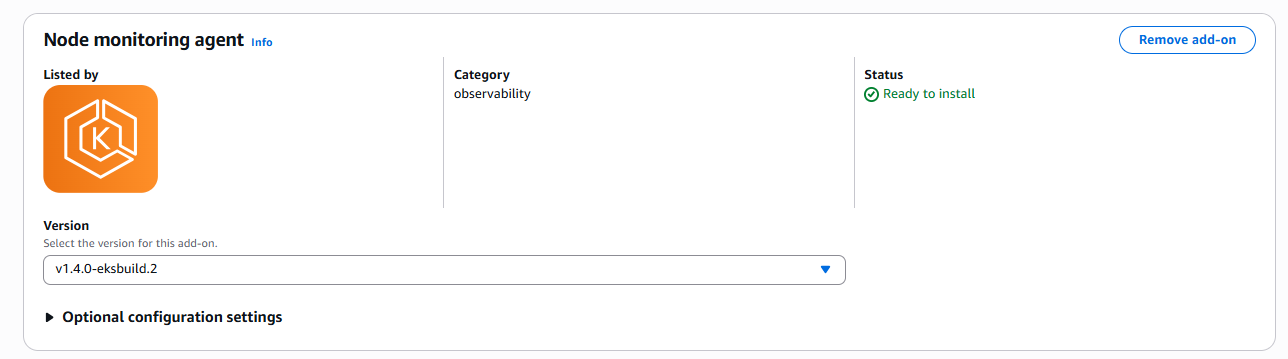 Node monitoring agent Info
Remove add-on
Listed by
K
Category
observability
Status
Ready to install
Version
Select the version for this add-on.
v1.4.0-eksbuild.2
Optional configuration settings